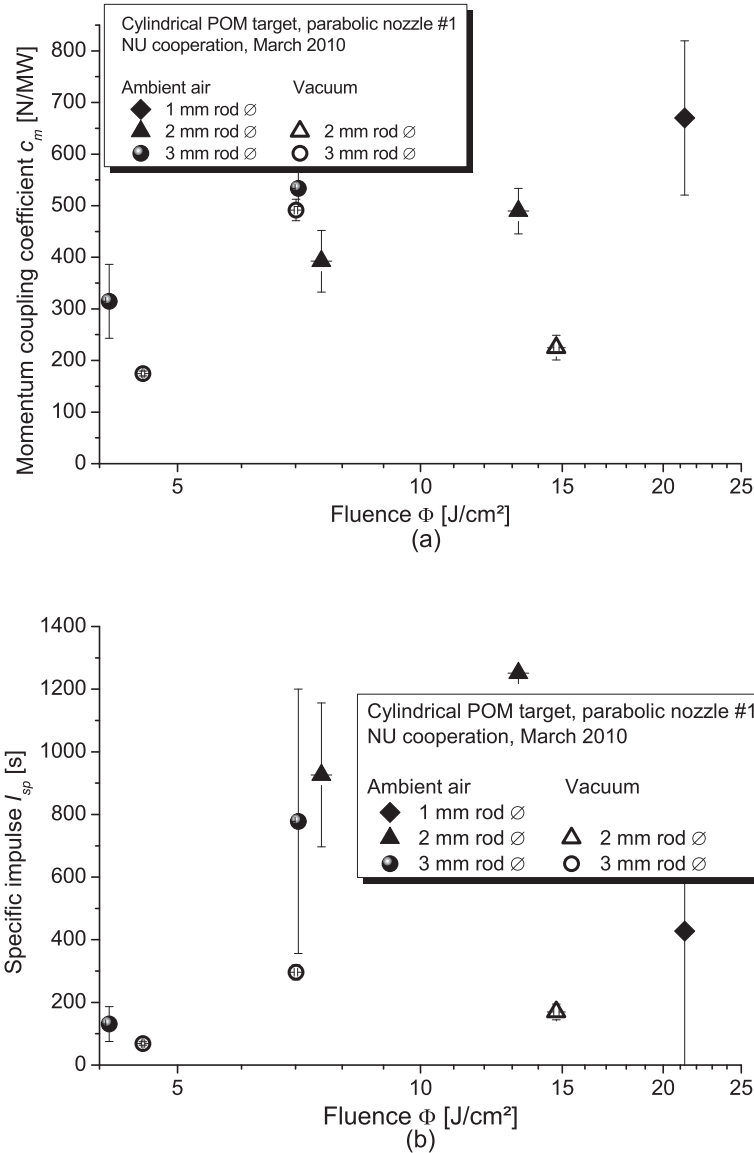 Cylindrical POM target, parabolic nozzle #1
NU cooperation, March 2010
Ambient air Vacuum
1 mm rod ∅
2 mm rod ∅ 2 mm rod ∅
3 mm rod ∅ 3 mm rod ∅
Momentum coupling coefficient c_m [N/MW]
800
700
600
500
400
300
200
100
0
5 10 15 20 25
Fluence Φ [J/cm²]
(a)
Specific impulse I_sp [s]
1400
1200
1000
800
600
400
200
0
Cylindrical POM target, parabolic nozzle #1
NU cooperation, March 2010
Ambient air Vacuum
1 mm rod ∅
2 mm rod ∅ 2 mm rod ∅
3 mm rod ∅ 3 mm rod ∅
5 10 15 20 25
Fluence Φ [J/cm²]
(b)